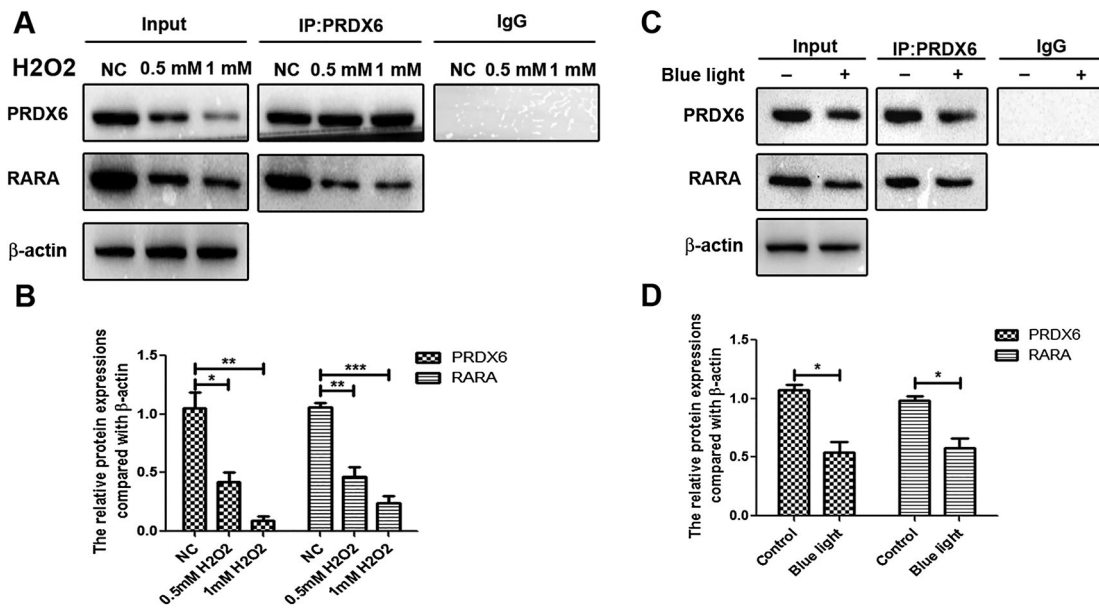 A
Input IP:PRDX6 IgG
H2O2 NC 0.5 mM 1 mM NC 0.5 mM 1 mM NC 0.5 mM 1 mM
PRDX6
RARA
β-actin
B
The relative protein expressions
compared with β-actin
1.5
1.0
0.5
0.0
** * *** **
PRDX6
RARA
NC 0.5mM H2O2 1mM H2O2 NC 0.5mM H2O2 1mM H2O2
C
Input IP:PRDX6 IgG
Blue light – + – + – +
PRDX6
RARA
β-actin
D
The relative protein expressions
compared with β-actin
1.5
1.0
0.5
0.0
* *
PRDX6
RARA
Control Blue light Control Blue light